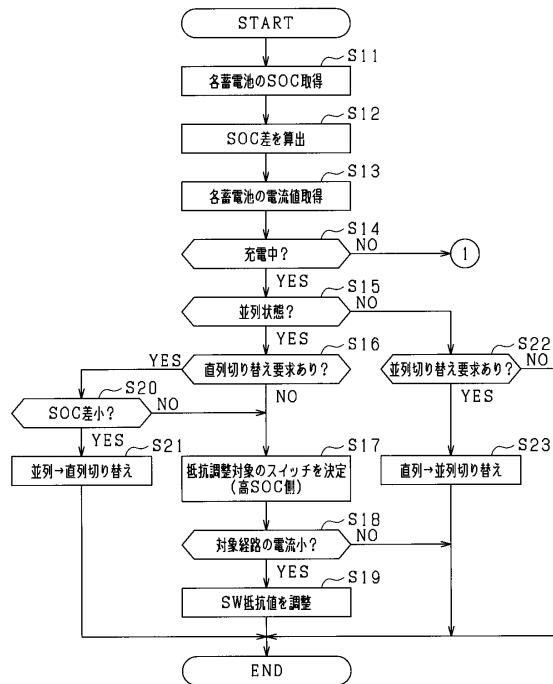 START
S11
各蓄電池のSOC取得
S12
SOC差を算出
S13
各蓄電池の電流値取得
S14
充電中?
NO
1
YES
S15
並列状態?
NO
YES
S16
直列切り替え要求あり?
YES
NO
S22
並列切り替え要求あり?
NO
YES
S20
SOC差小?
NO
YES
S21
並列→直列切り替え
S17
抵抗調整対象のスイッチを決定
(高SOC側)
S23
直列→並列切り替え
S18
対象経路の電流小?
NO
YES
S19
SW抵抗値を調整
END